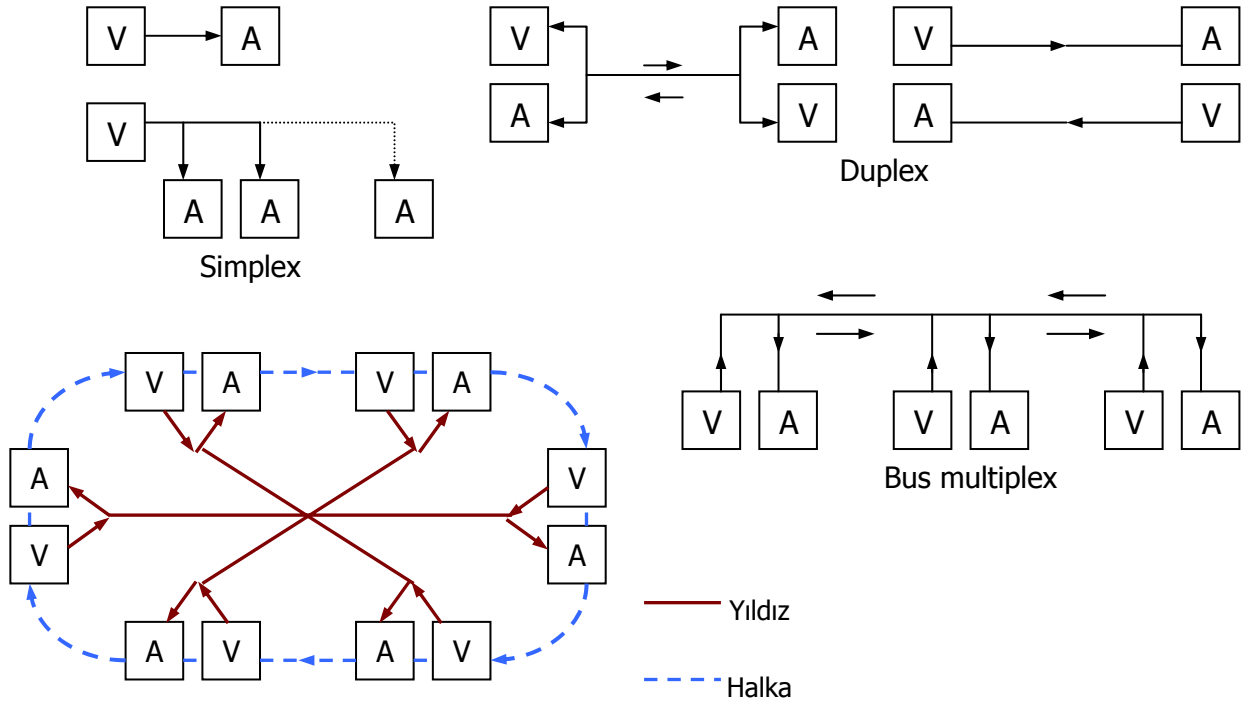 V A
V
A A A
Simplex
V A V A
A V A V
Duplex
V A V A V A
Bus multiplex
V A V A
A V
V A
A V A V
Yıldız
Halka